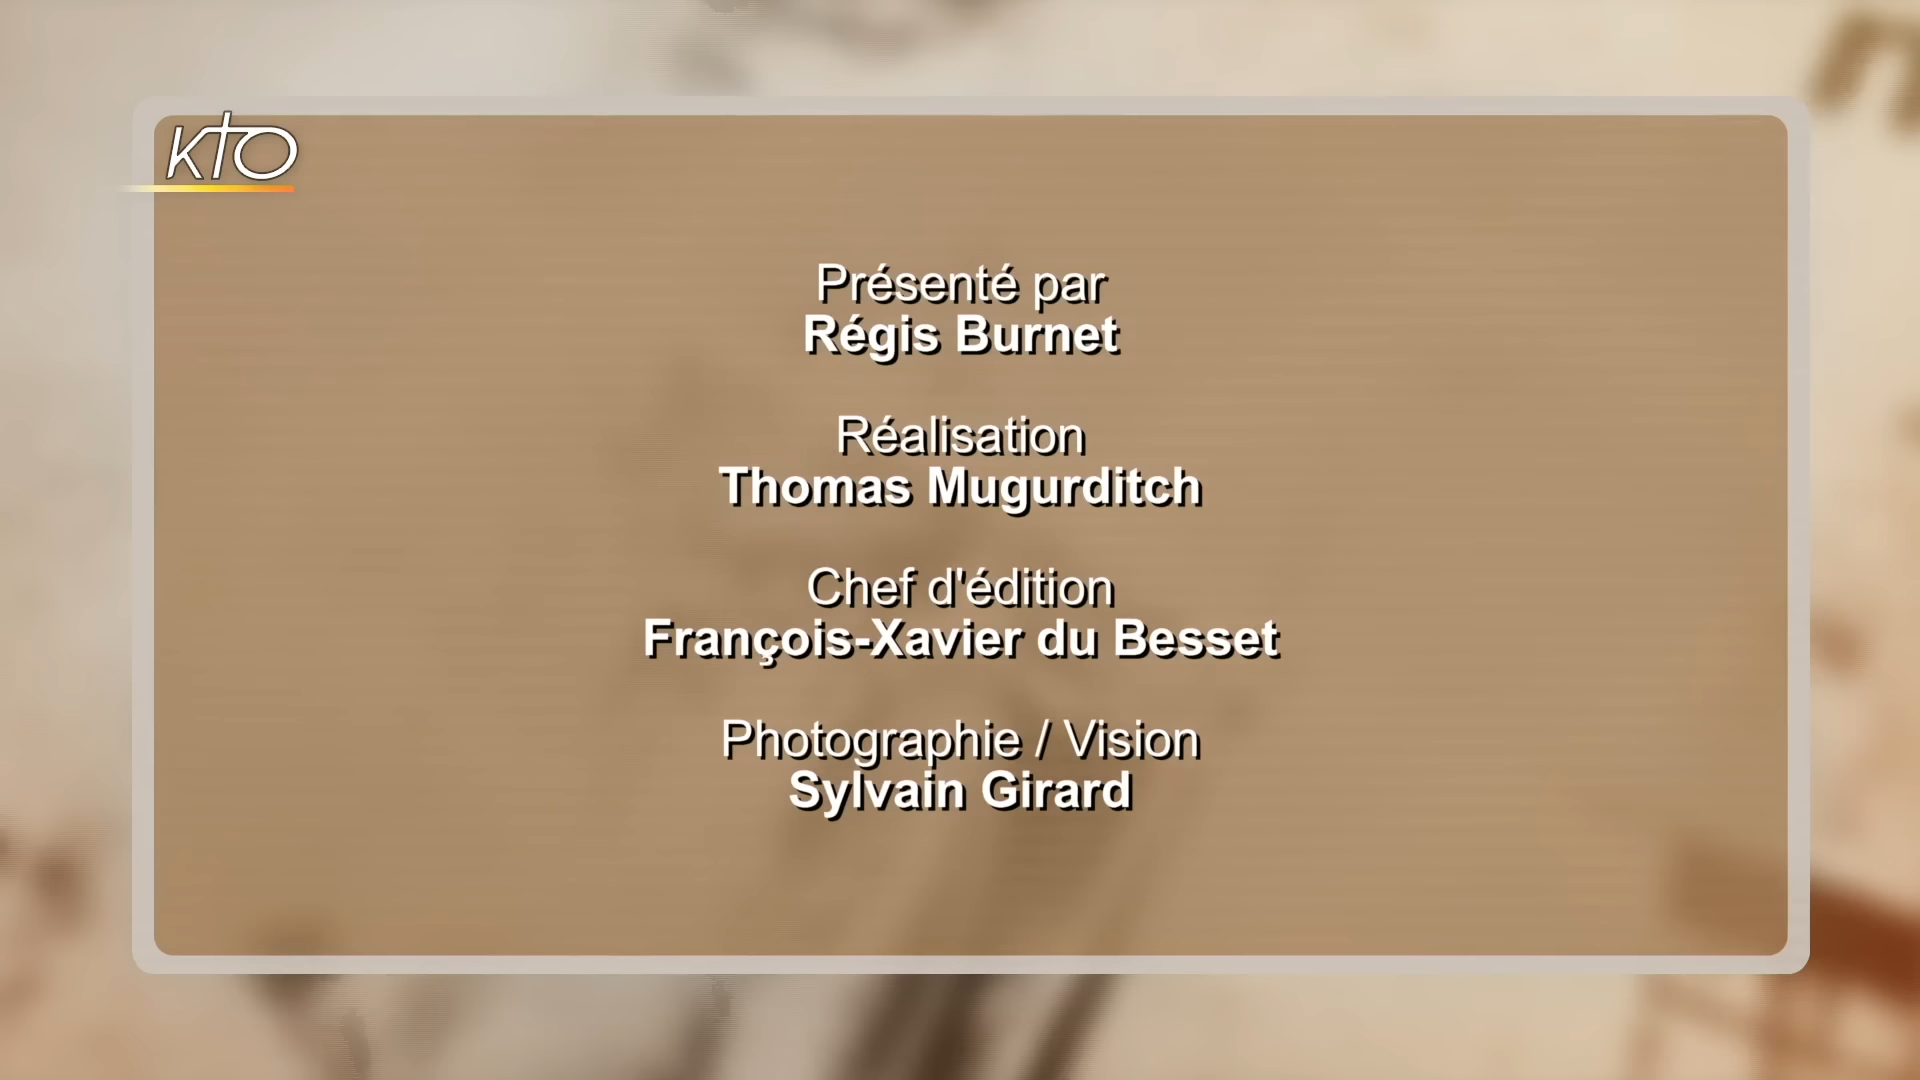 KTO
Présenté par
Régis Burnet
Réalisation
Thomas Mugurditch
Chef d'édition
François-Xavier du Besset
Photographie / Vision
Sylvain Girard